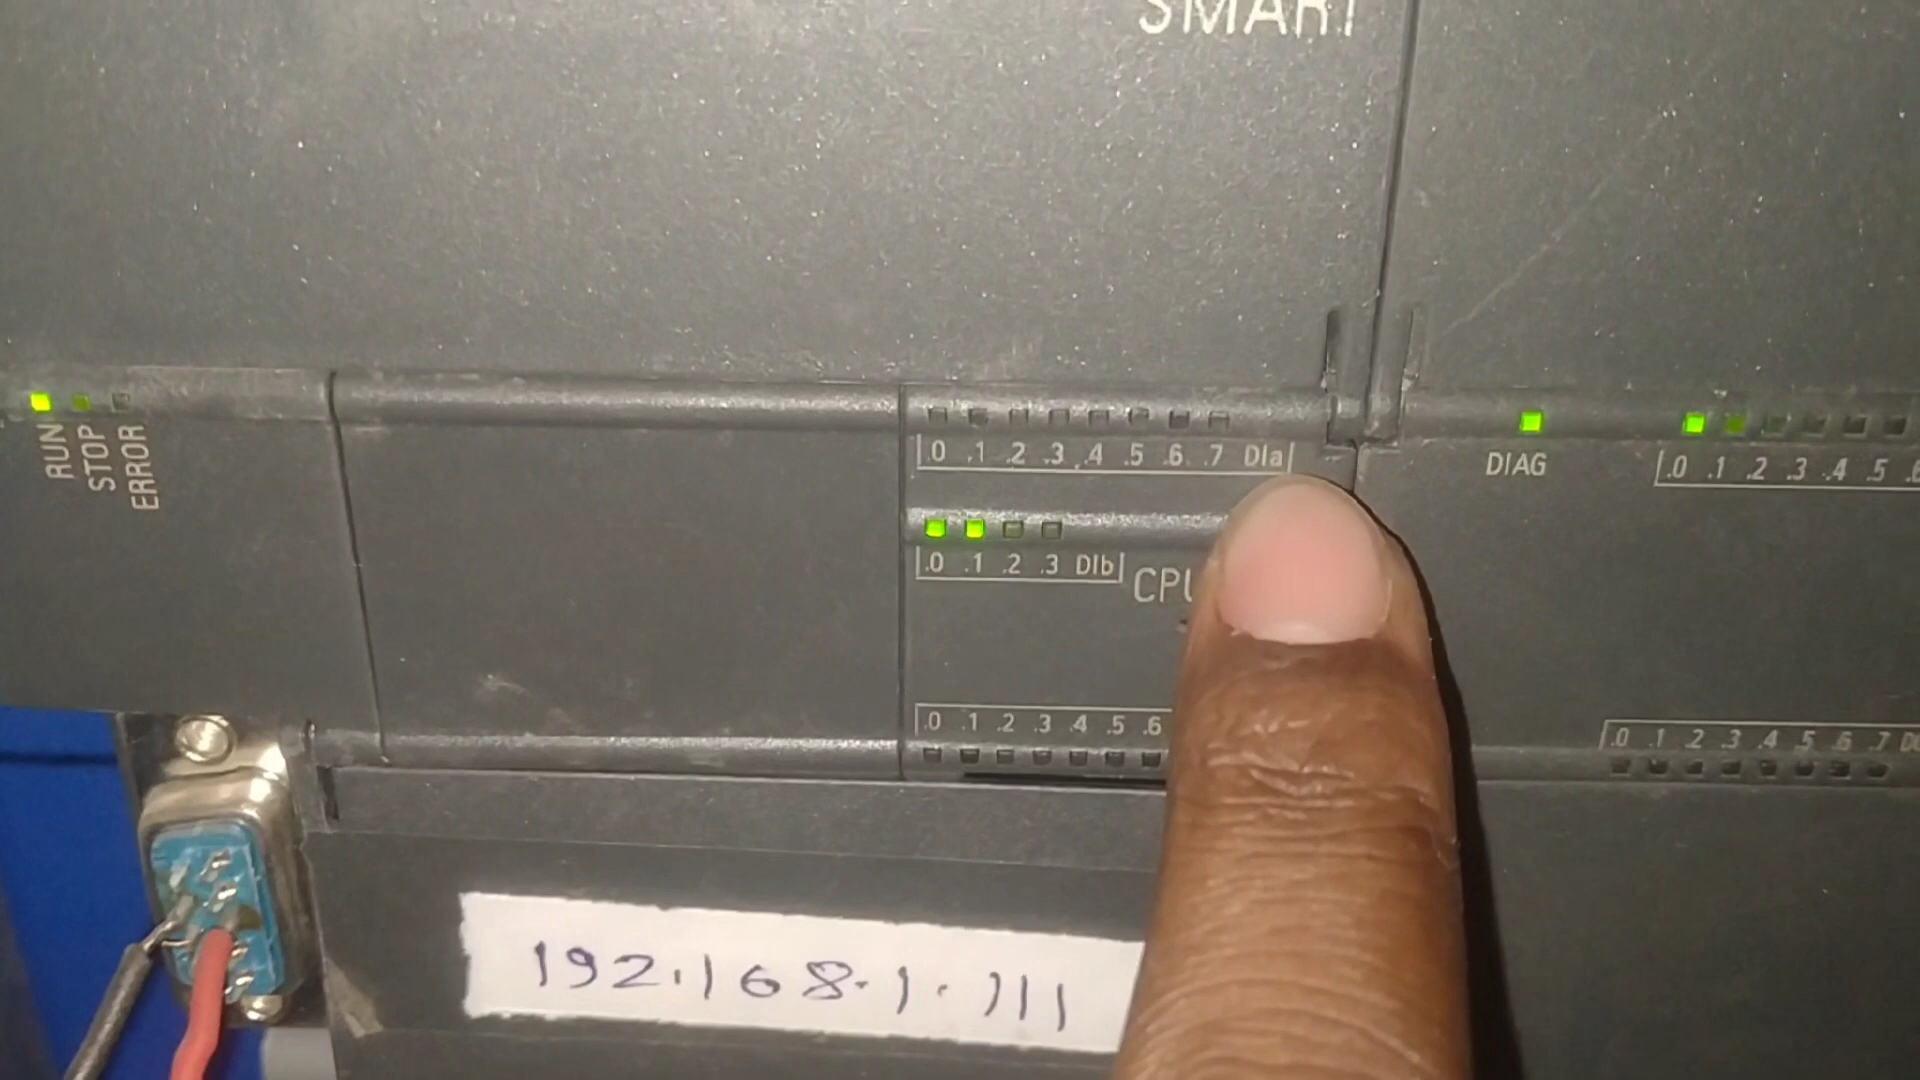 SMART
RUN
STOP
ERROR
.0 .1 .2 .3 .4 .5 .6 .7 DIa
DIAG
.0 .1 .2 .3 .4 .5
.0 .1 .2 .3 DIb
CPU
.0 .1 .2 .3 .4 .5 .6
.0 .1 .2 .3 .4 .5 .6 .7
192.168.1.111